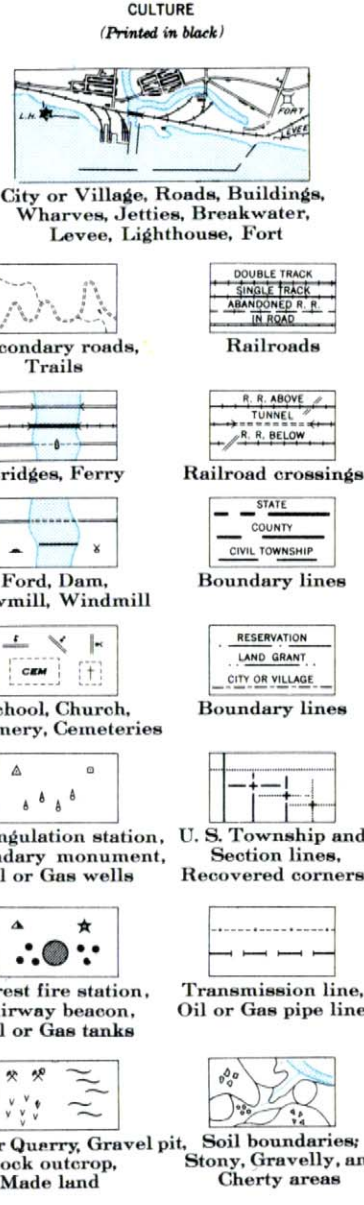 CULTURE
(Printed in black)
L.H.
FORT
LEVEE
City or Village, Roads, Buildings,
Wharves, Jetties, Breakwater,
Levee, Lighthouse, Fort
condary roads,
Trails
DOUBLE TRACK
SINGLE TRACK
ABANDONED R. R.
IN ROAD
Railroads
ridges, Ferry
R. R. ABOVE
TUNNEL
R. R. BELOW
Railroad crossings
Ford, Dam,
wmill, Windmill
STATE
COUNTY
CIVIL TOWNSHIP
Boundary lines
CEM
chool, Church,
nery, Cemeteries
RESERVATION
LAND GRANT
CITY OR VILLAGE
Boundary lines
ngulation station,
dary monument,
l or Gas wells
U. S. Township and
Section lines,
Recovered corners
rest fire station,
irway beacon,
l or Gas tanks
Transmission line,
Oil or Gas pipe line
r Quarry, Gravel pit,
ock outcrop,
Made land
Soil boundaries;
Stony, Gravelly, an
Cherty areas